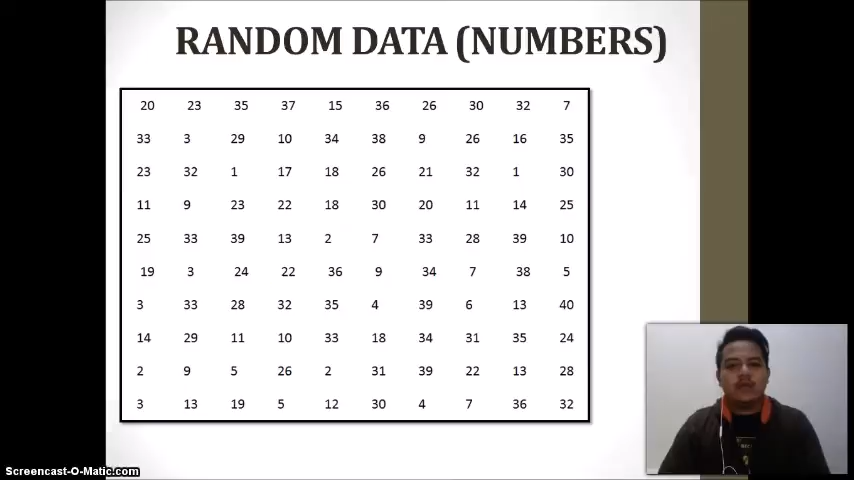 RANDOM DATA (NUMBERS)
20 23 35 37 15 36 26 30 32 7
33 3 29 10 34 38 9 26 16 35
23 32 1 17 18 26 21 32 1 30
11 9 23 22 18 30 20 11 14 25
25 33 39 13 2 7 33 28 39 10
19 3 24 22 36 9 34 7 38 5
3 33 28 32 35 4 39 6 13 40
14 29 11 10 33 18 34 31 35 24
2 9 5 26 2 31 39 22 13 28
3 13 19 5 12 30 4 7 36 32
Screencast-O-Matic.com